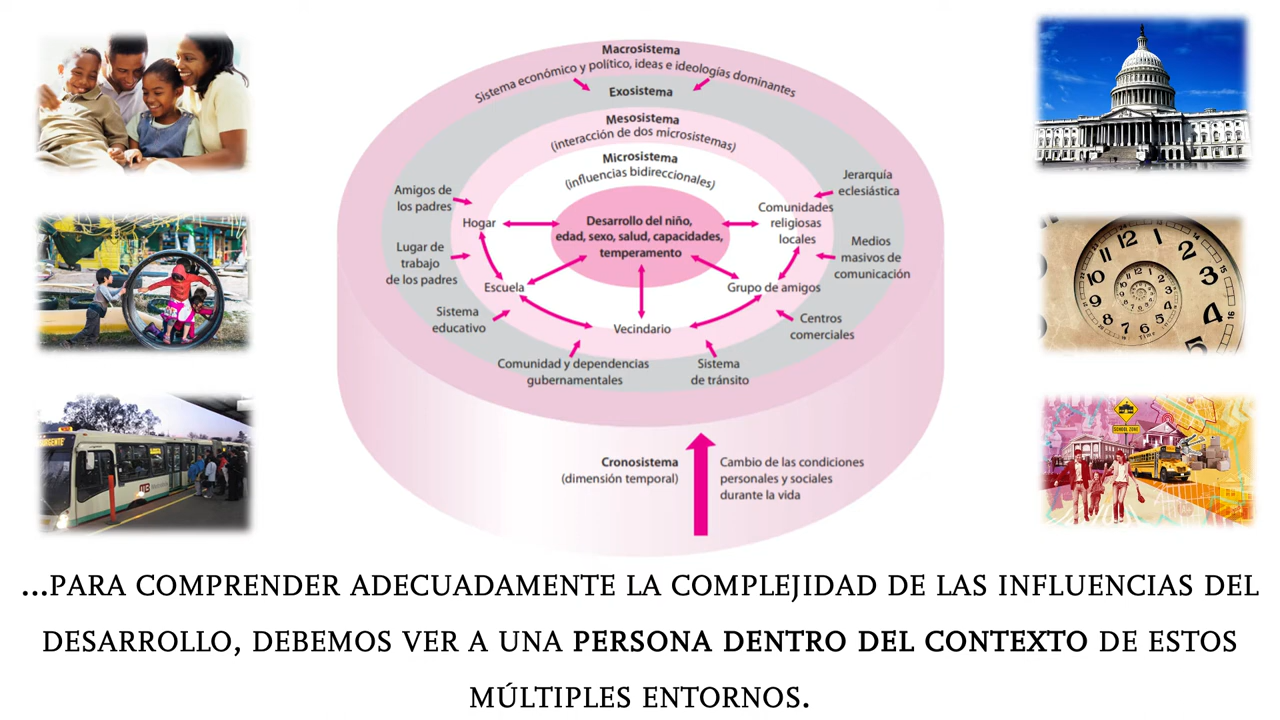 Macrosistema
Sistema económico y político, ideas e ideologías dominantes
Exosistema
Mesosistema
(interacción de dos microsistemas)
Microsistema
(influencias bidireccionales)
Desarrollo del niño,
edad, sexo, salud, capacidades,
temperamento
Amigos de
los padres
Hogar
Lugar de
trabajo
de los padres
Escuela
Sistema
educativo
Vecindario
Comunidad y dependencias
gubernamentales
Sistema
de tránsito
Jerarquía
eclesiástica
Comunidades
religiosas
locales
Medios
masivos de
comunicación
Grupo de amigos
Centros
comerciales
Cronosistema
(dimensión temporal)
Cambio de las condiciones
personales y sociales
durante la vida
SCHOOL ZONE
...PARA COMPRENDER ADECUADAMENTE LA COMPLEJIDAD DE LAS INFLUENCIAS DEL
DESARROLLO, DEBEMOS VER A UNA PERSONA DENTRO DEL CONTEXTO DE ESTOS
MÚLTIPLES ENTORNOS.